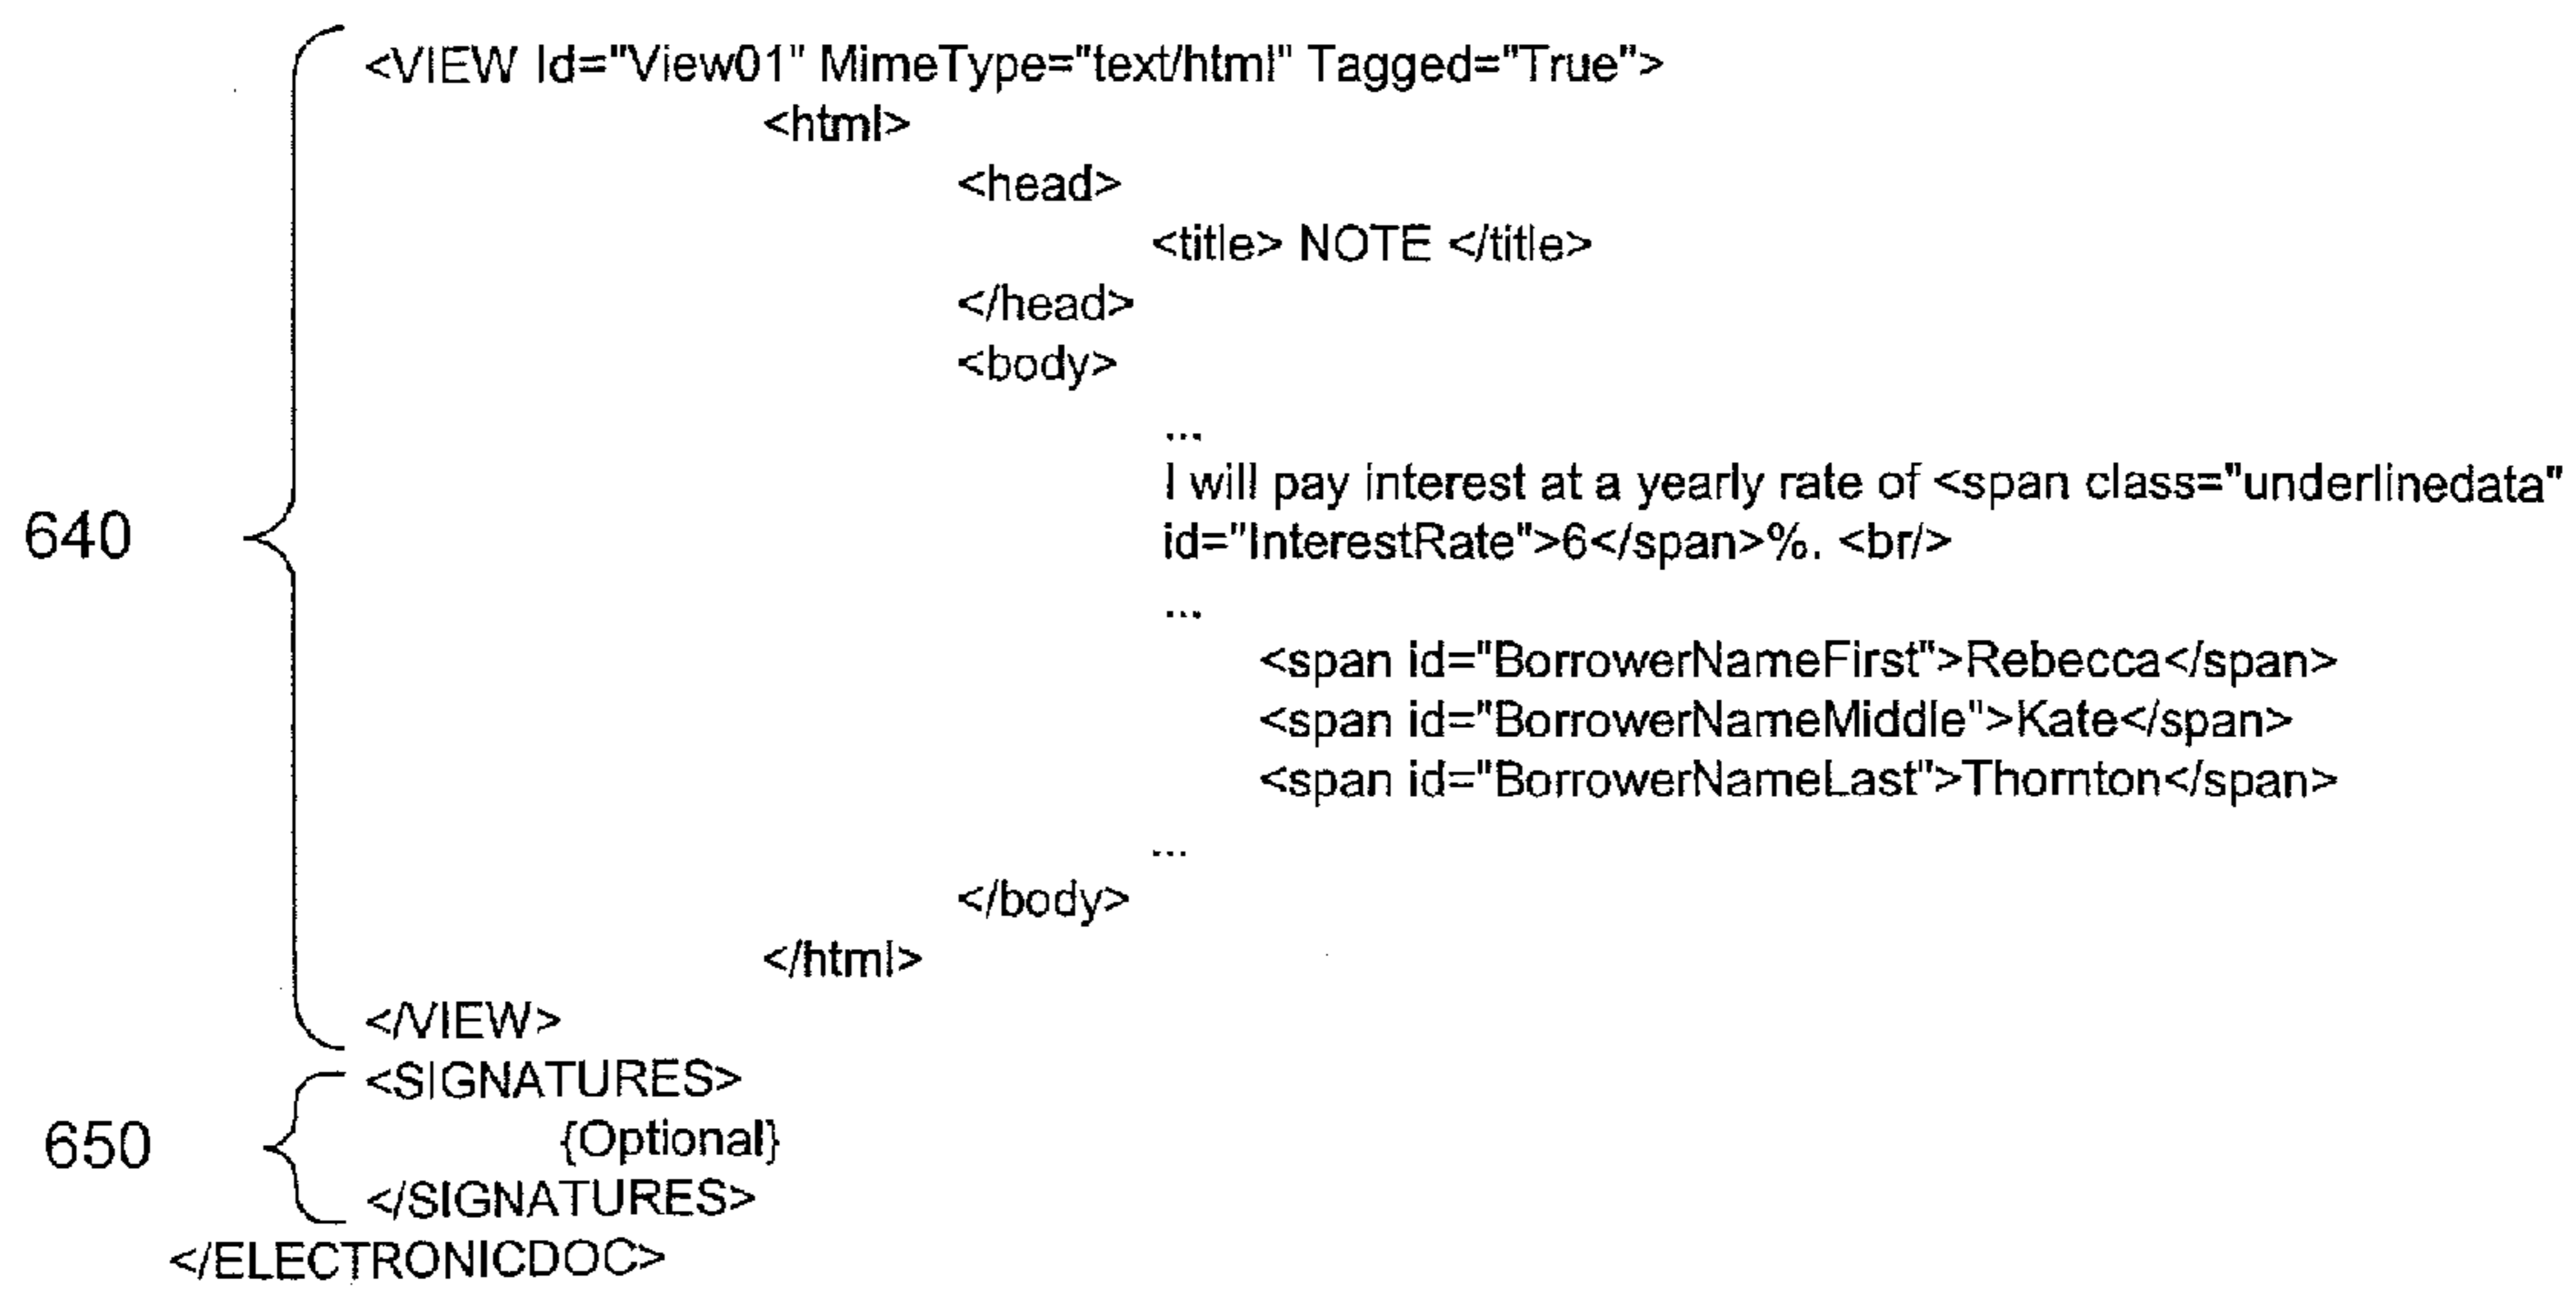 <VIEW Id="View01" MimeType="text/html" Tagged="True">
<html>
<head>
<title> NOTE </title>
</head>
<body>
...
I will pay interest at a yearly rate of <span class="underlinedata"
id="InterestRate">6</span>%. <br/>
...
640
<span id="BorrowerNameFirst">Rebecca</span>
<span id="BorrowerNameMiddle">Kate</span>
<span id="BorrowerNameLast">Thornton</span>
...
</body>
</html>
</VIEW>
<SIGNATURES>
650 {Optional}
</SIGNATURES>
</ELECTRONICDOC>